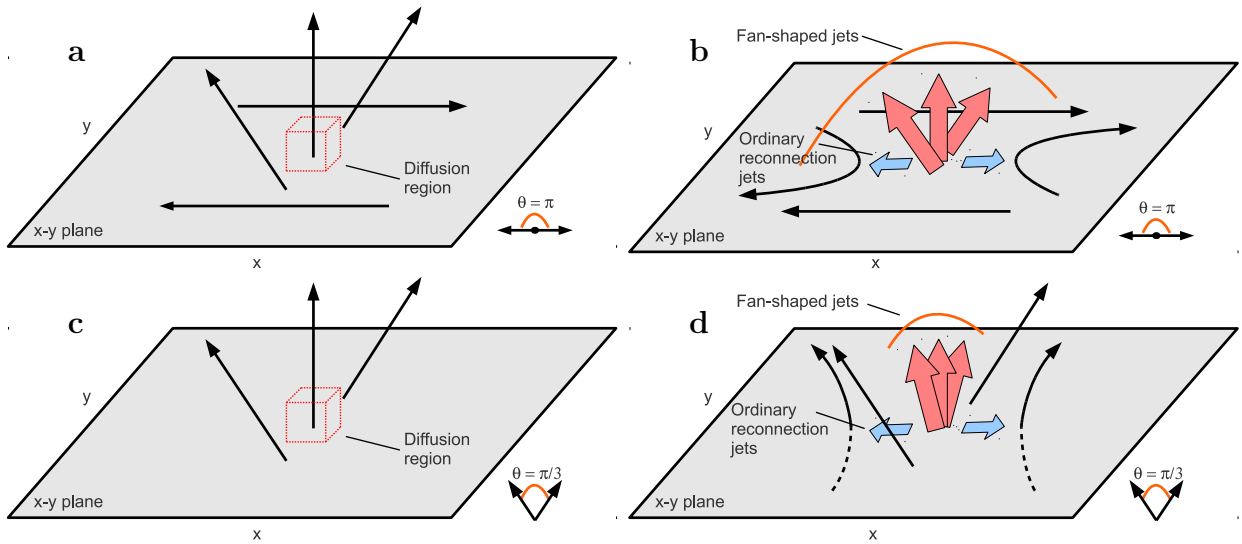 a
y
Diffusion
region
x-y plane
x
θ = π
b
Fan-shaped jets
y
Ordinary
reconnection
jets
x-y plane
x
θ = π
c
y
Diffusion
region
x-y plane
x
θ = π/3
d
Fan-shaped jets
y
Ordinary
reconnection
jets
x-y plane
x
θ = π/3